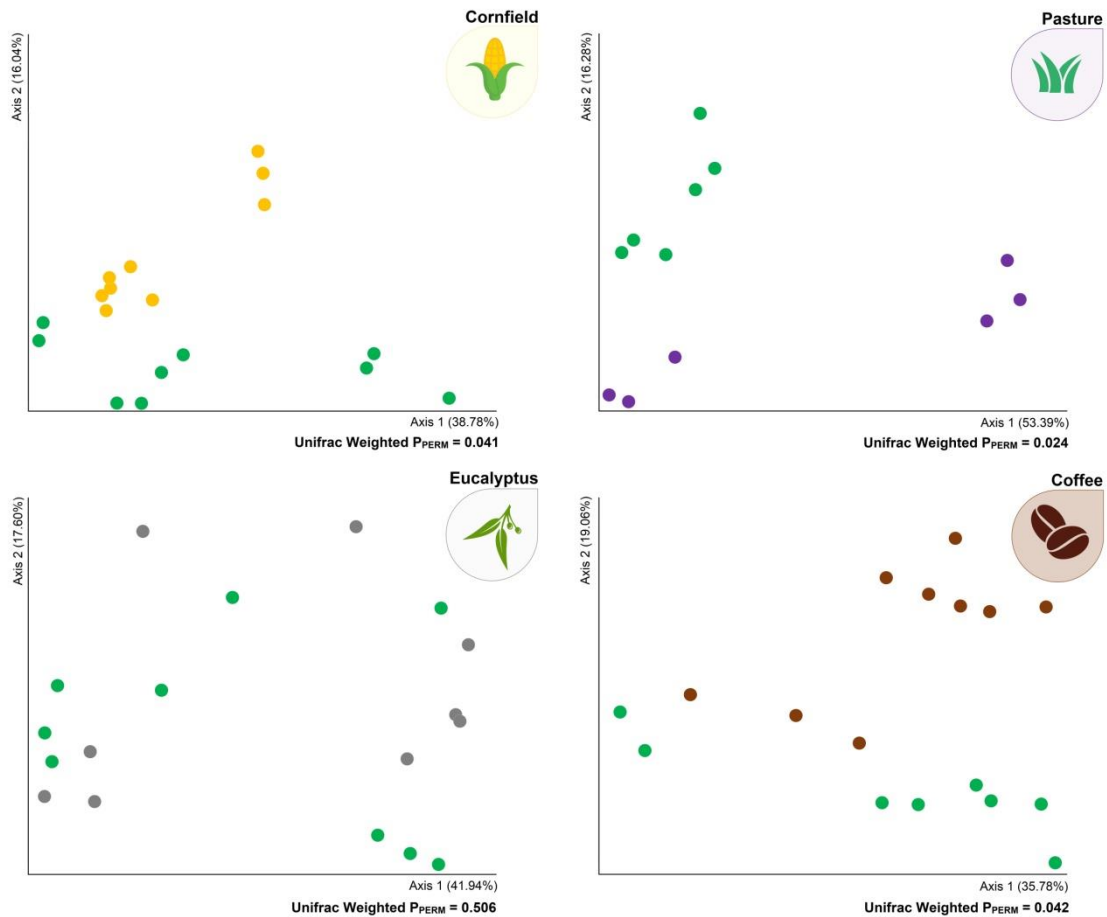 Cornfield
Axis 2 (16.04%)
Axis 1 (38.78%)
Unifrac Weighted PPERM = 0.041
Pasture
Axis 2 (16.28%)
Axis 1 (53.39%)
Unifrac Weighted PPERM = 0.024
Eucalyptus
Axis 2 (17.60%)
Axis 1 (41.94%)
Unifrac Weighted PPERM = 0.506
Coffee
Axis 2 (19.06%)
Axis 1 (35.78%)
Unifrac Weighted PPERM = 0.042